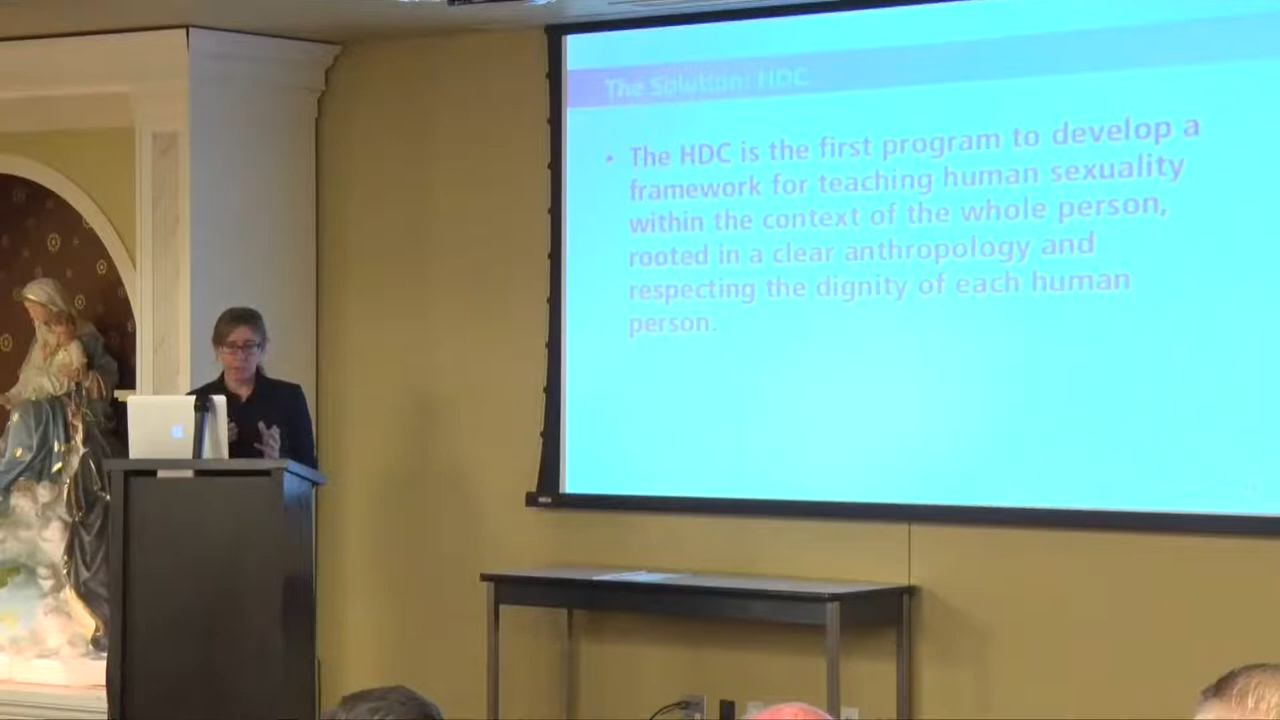 The Solution: HDC
• The HDC is the first program to develop a
framework for teaching human sexuality
within the context of the whole person,
rooted in a clear anthropology and
respecting the dignity of each human
person.